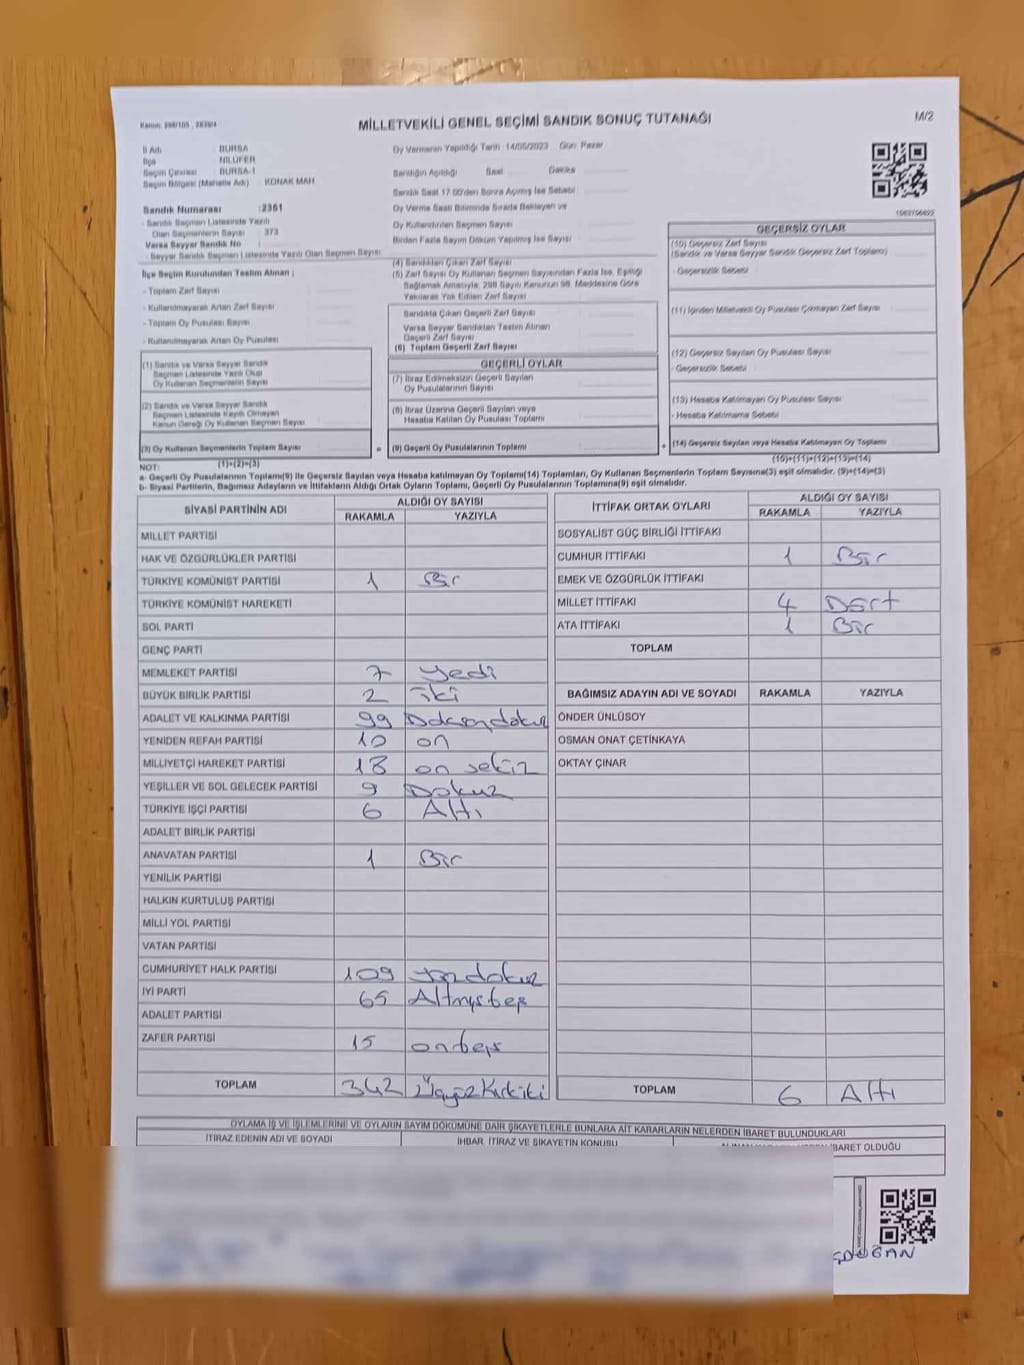 Kanun: 298/105 , 2839/4
MİLLETVEKİLİ GENEL SEÇİMİ SANDIK SONUÇ TUTANAĞI
M/2
İl Adı : BURSA
İlçe : NİLÜFER
Seçim Çevresi : BURSA-1
Seçim Bölgesi (Mahalle Adı) : KONAK MAH.
Oy Vermenin Yapıldığı Tarih : 14/05/2023 Gün: Pazar
Sandığın Açıldığı Saat Dakika
Sandık Saat 17:00'den Sonra Açılmış İse Sebebi
Sandık Numarası : 2361
- Sandık Seçmen Listesinde Yazılı
Olan Seçmenlerin Sayısı : 373
Varsa Seyyar Sandık No
- Seyyar Sandık Seçmen Listesinde Yazılı Olan Seçmen Sayısı
Oy Verme Saati Bitiminde Sırada Bekleyen ve
Oy Kullandırılan Seçmen Sayısı
Birden Fazla Sayım Döküm Yapılmış İse Sayısı
İlçe Seçim Kurulundan Teslim Alınan ;
- Toplam Zarf Sayısı
- Kullanılmayarak Artan Zarf Sayısı
- Toplam Oy Pusulası Sayısı
- Kullanılmayarak Artan Oy Pusulası
(4) Sandıktan Çıkan Zarf Sayısı
(5) Zarf Sayısı Oy Kullanan Seçmen Sayısından Fazla İse, Eşitliği
Sağlamak Amacıyla, 298 Sayılı Kanunun 98. Maddesine Göre
Yakılarak Yok Edilen Zarf Sayısı
Sandıkta Çıkan Geçerli Zarf Sayısı
Varsa Seyyar Sandıktan Teslim Alınan
Geçerli Zarf Sayısı
(6) Toplam Geçerli Zarf Sayısı
GEÇERSİZ OYLAR
(10) Geçersiz Zarf Sayısı
(Sandık ve Varsa Seyyar Sandık Geçersiz Zarf Toplamı)
- Geçersizlik Sebebi
(11) İçinden Milletvekili Oy Pusulası Çıkmayan Zarf Sayısı
(12) Geçersiz Sayılan Oy Pusulası Sayısı
- Geçersizlik Sebebi
(13) Hesaba Katılmayan Oy Pusulası Sayısı
- Hesaba Katılmama Sebebi
(14) Geçersiz Sayılan veya Hesaba Katılmayan Oy Toplamı
(10)+(11)+(12)+(13)=(14)
(1) Sandık ve Varsa Seyyar Sandık
Seçmen Listesinde Yazılı Olup
Oy Kullanan Seçmenlerin Sayısı
(2) Sandık ve Varsa Seyyar Sandık
Seçmen Listesinde Kayıtlı Olmayan
Kanun Gereği Oy Kullanan Seçmen Sayısı
(3) Oy Kullanan Seçmenlerin Toplam Sayısı =
(1)+(2)=(3)
GEÇERLİ OYLAR
(7) İtiraz Edilmeksizin Geçerli Sayılan
Oy Pusulalarının Sayısı
(8) İtiraz Üzerine Geçerli Sayılan veya
Hesaba Katılan Oy Pusulası Toplamı
(9) Geçerli Oy Pusulalarının Toplamı +
NOT:
a- Geçerli Oy Pusulalarının Toplamı(9) ile Geçersiz Sayılan veya Hesaba katılmayan Oy Toplamı(14) Toplamları, Oy Kullanan Seçmenlerin Toplam Sayısına(3) eşit olmalıdır. (9)+(14)=(3)
b- Siyasi Partilerin, Bağımsız Adayların ve İttifakların Aldığı Ortak Oyların Toplamı, Geçerli Oy Pusulalarının Toplamına(9) eşit olmalıdır.
SİYASİ PARTİNİN ADI ALDIĞI OY SAYISI
RAKAMLA YAZIYLA
MİLLET PARTİSİ
HAK VE ÖZGÜRLÜKLER PARTİSİ
TÜRKİYE KOMÜNİST PARTİSİ 1 Bir
TÜRKİYE KOMÜNİST HAREKETİ
SOL PARTİ
GENÇ PARTİ
MEMLEKET PARTİSİ 7 Yedi
BÜYÜK BİRLİK PARTİSİ 2 iki
ADALET VE KALKINMA PARTİSİ 99 Doksandokuz
YENİDEN REFAH PARTİSİ 10 on
MİLLİYETÇİ HAREKET PARTİSİ 18 on sekiz
YEŞİLLER VE SOL GELECEK PARTİSİ 9 Dokuz
TÜRKİYE İŞÇİ PARTİSİ 6 Altı
ADALET BİRLİK PARTİSİ
ANAVATAN PARTİSİ 1 Bir
YENİLİK PARTİSİ
HALKIN KURTULUŞ PARTİSİ
MİLLİ YOL PARTİSİ
VATAN PARTİSİ
CUMHURİYET HALK PARTİSİ 109 yüzdokuz
İYİ PARTİ 65 Altmışbeş
ADALET PARTİSİ
ZAFER PARTİSİ 15 onbeş
TOPLAM 342 Üçyüzkırkiki
İTTİFAK ORTAK OYLARI ALDIĞI OY SAYISI
RAKAMLA YAZIYLA
SOSYALİST GÜÇ BİRLİĞİ İTTİFAKI
CUMHUR İTTİFAKI 1 Bir
EMEK VE ÖZGÜRLÜK İTTİFAKI
MİLLET İTTİFAKI 4 Dört
ATA İTTİFAKI 1 Bir
TOPLAM
BAĞIMSIZ ADAYIN ADI VE SOYADI RAKAMLA YAZIYLA
ÖNDER ÜNLÜSOY
OSMAN ONAT ÇETİNKAYA
OKTAY ÇINAR
TOPLAM 6 Altı
OYLAMA İŞ VE İŞLEMLERİNE VE OYLARIN SAYIM DÖKÜMÜNE DAİR ŞİKAYETLERLE BUNLARA AİT KARARLARIN NELERDEN İBARET BULUNDUKLARI
İTİRAZ EDENİN ADI VE SOYADI İHBAR, İTİRAZ VE ŞİKAYETİN KONUSU İBARET OLDUĞU